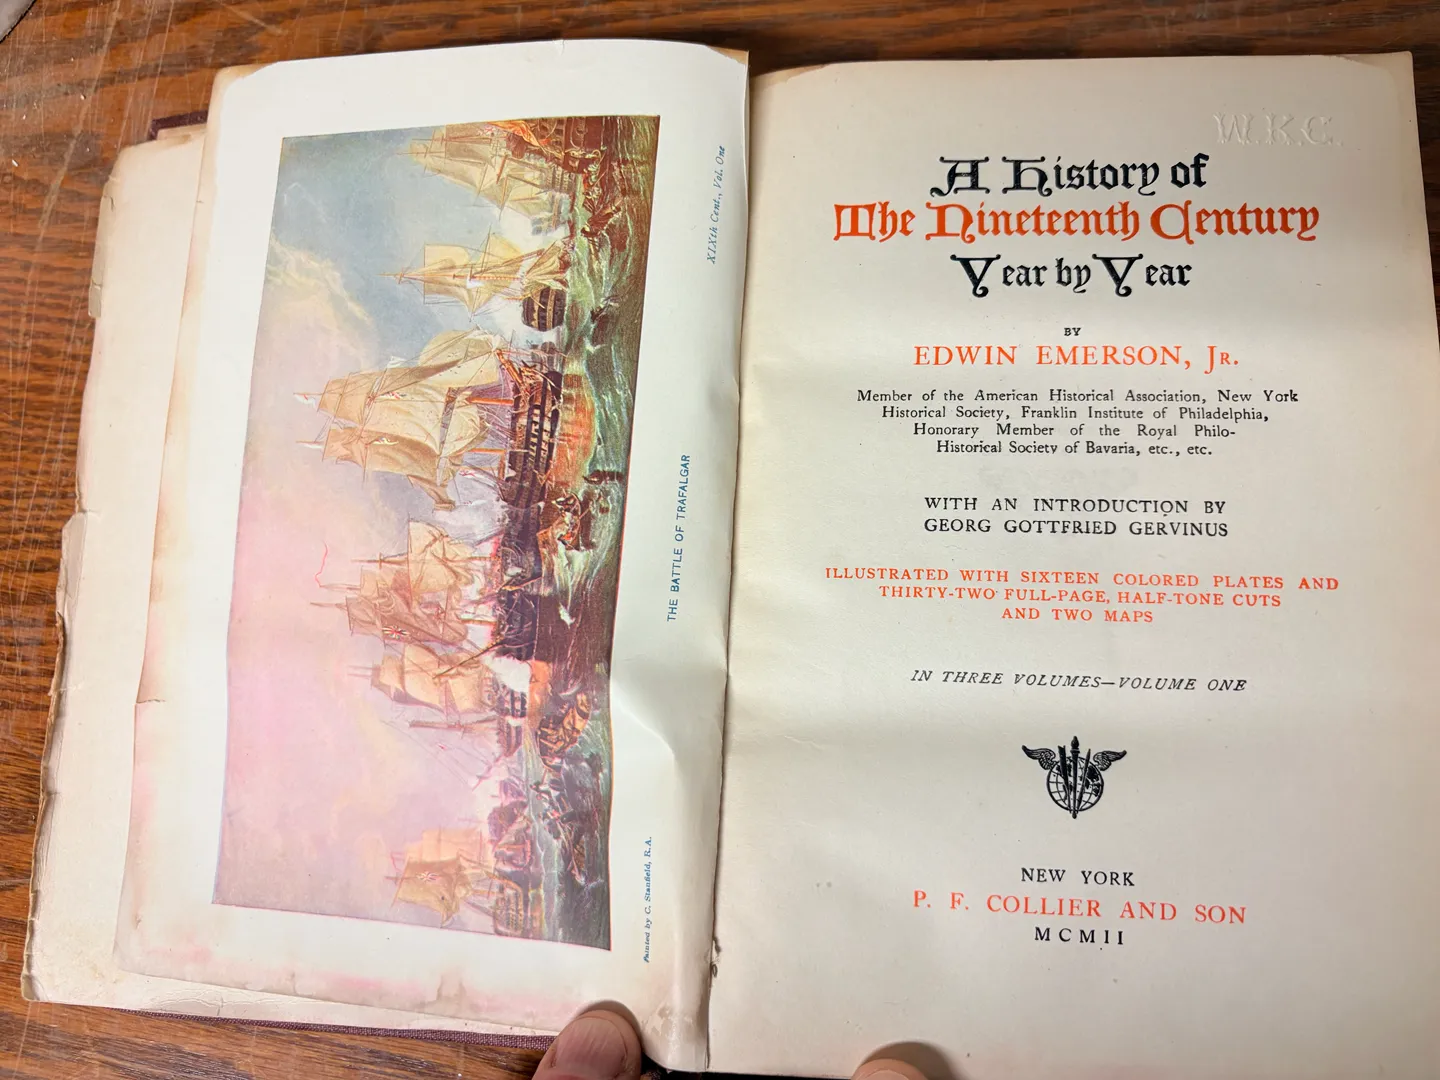 XIXth Cent., Vol. One
THE BATTLE OF TRAFALGAR
Painted by C. Stanfield, R.A.
W.K.C.
A History of
The Nineteenth Century
Year by Year
BY
EDWIN EMERSON, JR.
Member of the American Historical Association, New York
Historical Society, Franklin Institute of Philadelphia,
Honorary Member of the Royal Philo-
Historical Society of Bavaria, etc., etc.
WITH AN INTRODUCTION BY
GEORG GOTTFRIED GERVINUS
ILLUSTRATED WITH SIXTEEN COLORED PLATES AND
THIRTY-TWO FULL-PAGE, HALF-TONE CUTS
AND TWO MAPS
IN THREE VOLUMES—VOLUME ONE
NEW YORK
P. F. COLLIER AND SON
MCMII